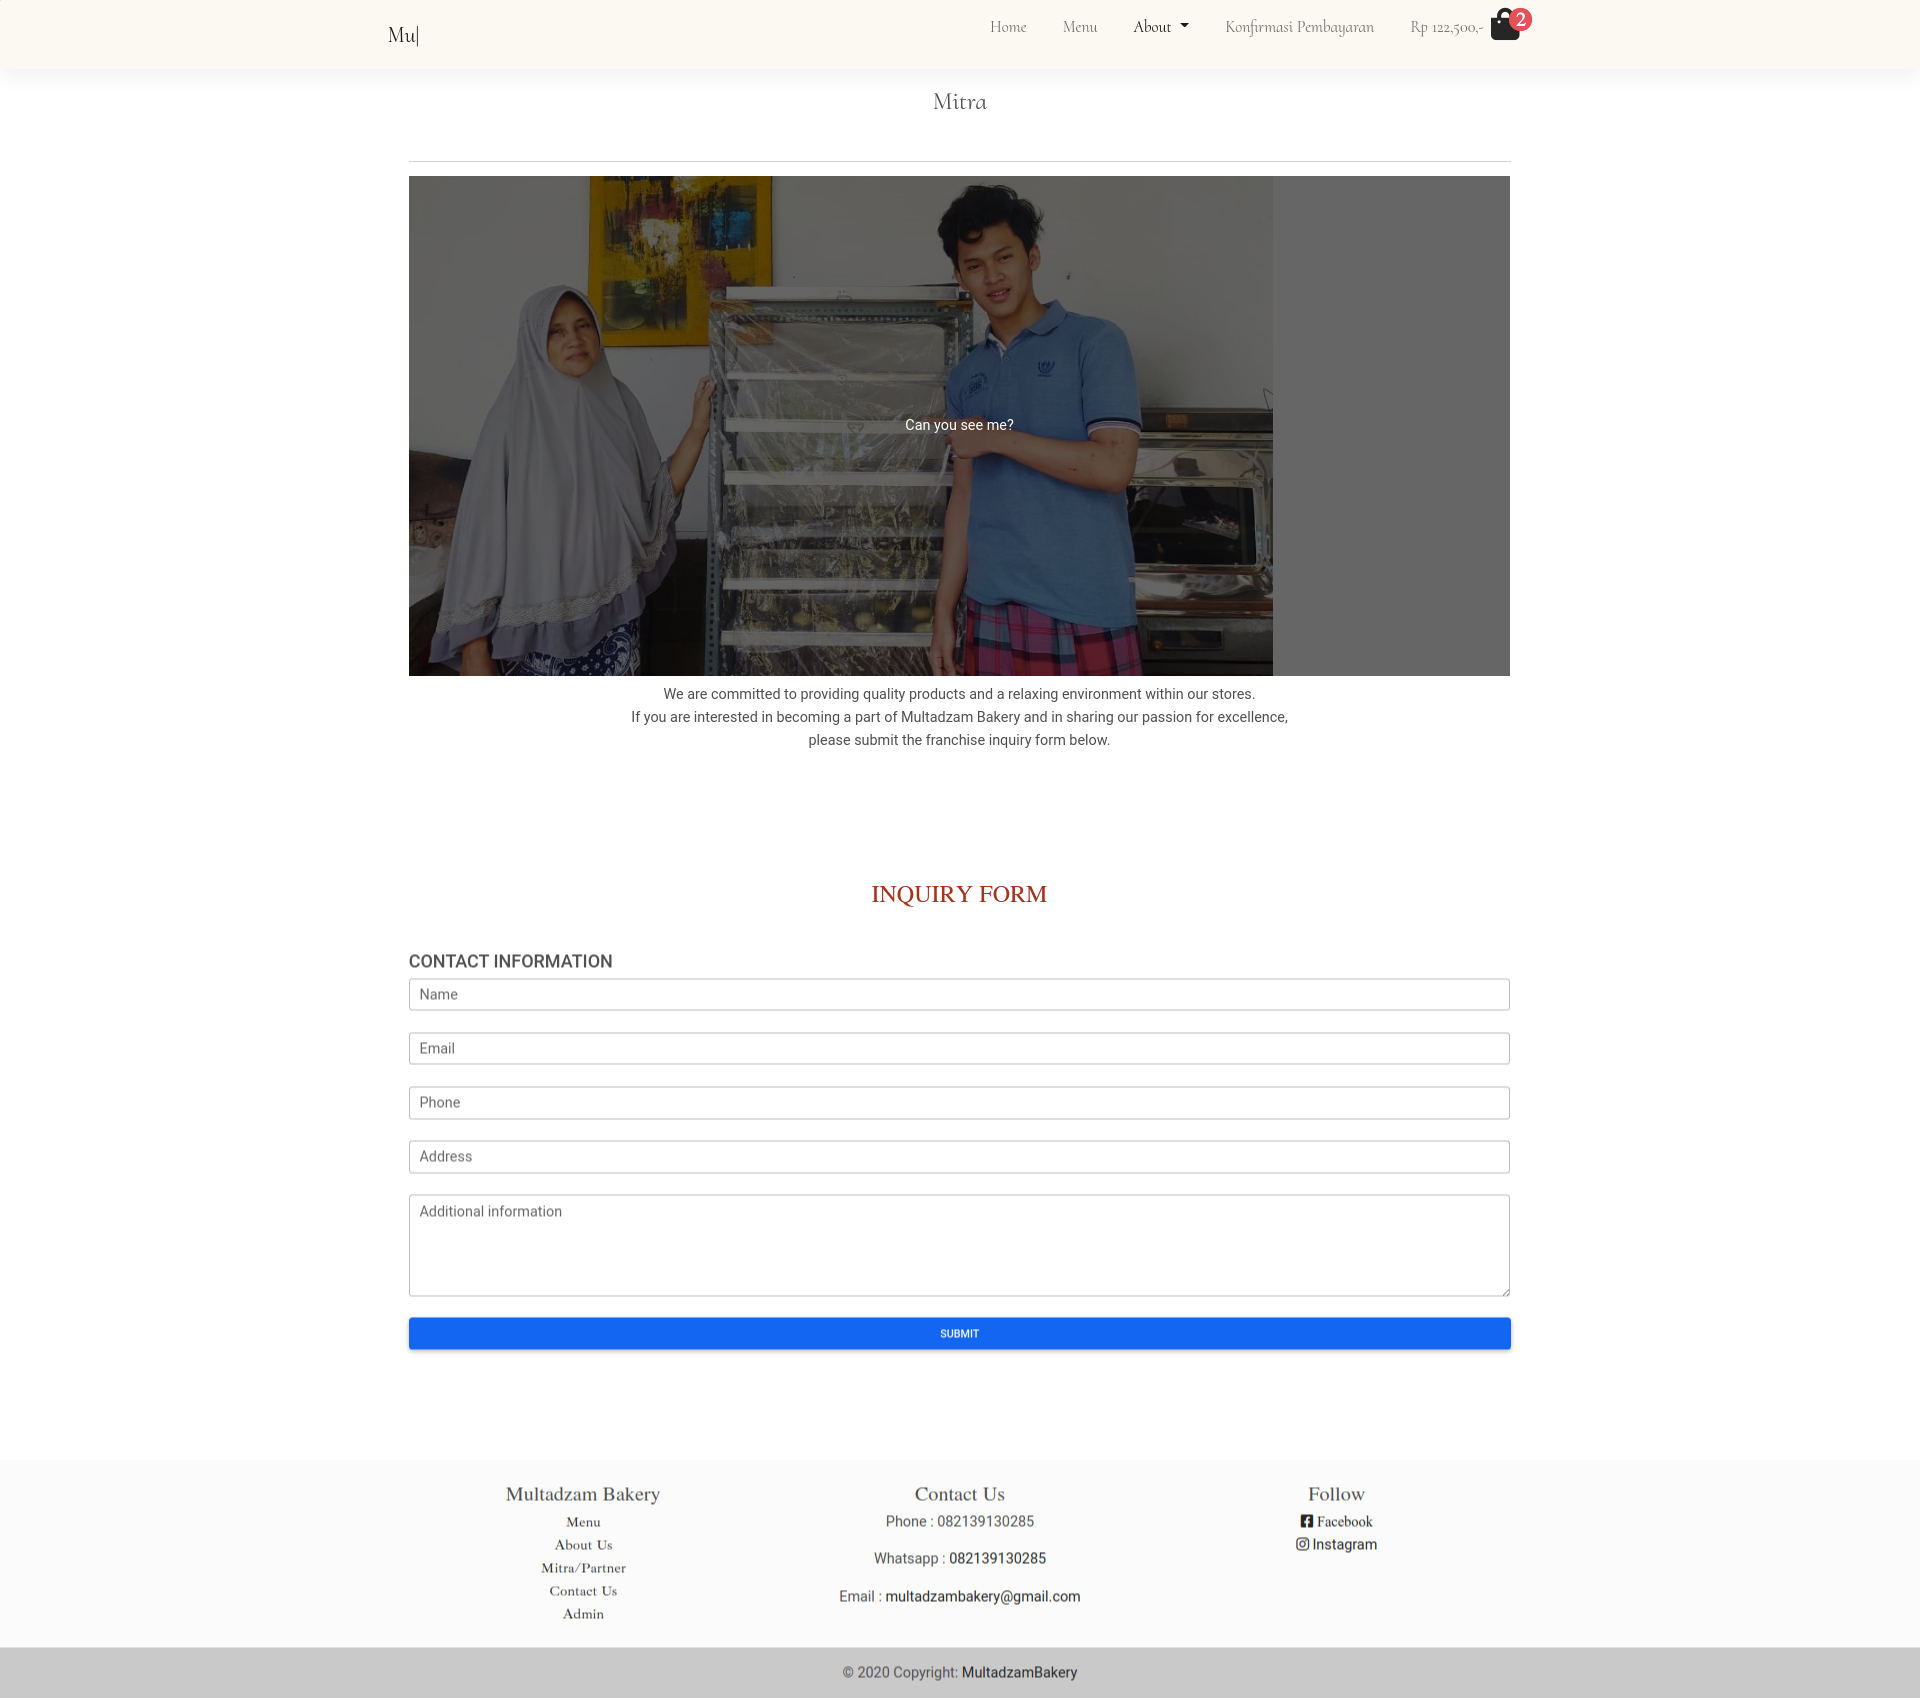 Mu|
Home Menu About Konfirmasi Pembayaran Rp 122,500,- 2
Mitra
Can you see me?
We are committed to providing quality products and a relaxing environment within our stores.
If you are interested in becoming a part of Multadzam Bakery and in sharing our passion for excellence,
please submit the franchise inquiry form below.
INQUIRY FORM
CONTACT INFORMATION
Name
Email
Phone
Address
Additional information
SUBMIT
Multadzam Bakery
Menu
About Us
Mitra/Partner
Contact Us
Admin
Contact Us
Phone : 082139130285
Whatsapp : 082139130285
Email : multadzambakery@gmail.com
Follow
Facebook
Instagram
© 2020 Copyright: MultadzamBakery